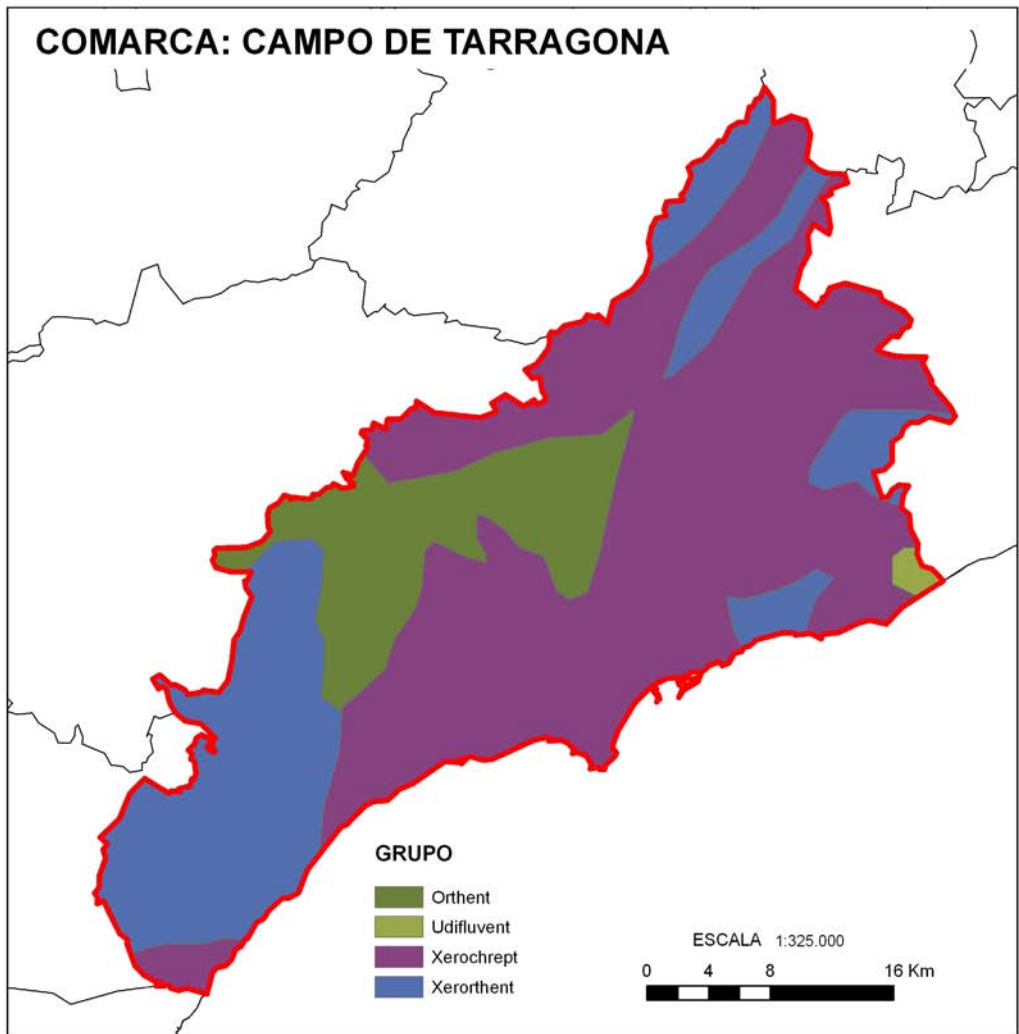 COMARCA: CAMPO DE TARRAGONA
GRUPO
Orthent
Udifluvent
Xerochrept
Xerorthent
ESCALA 1:325.000
0 4 8 16 Km